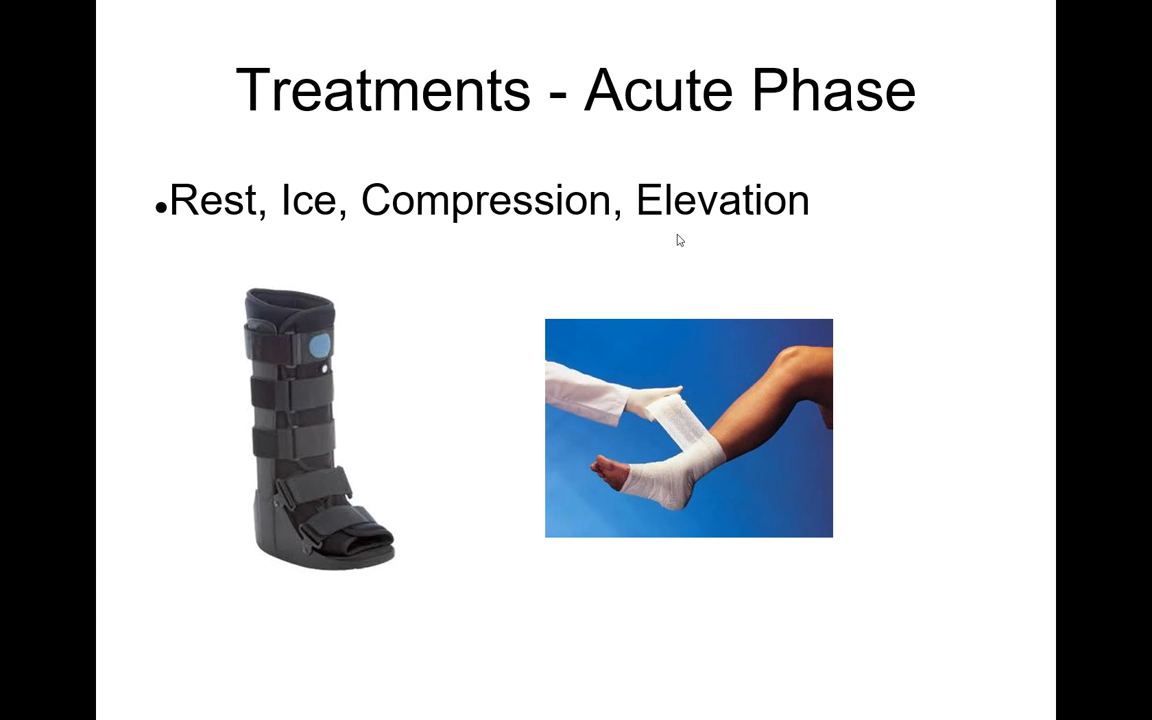 Treatments - Acute Phase
•Rest, Ice, Compression, Elevation